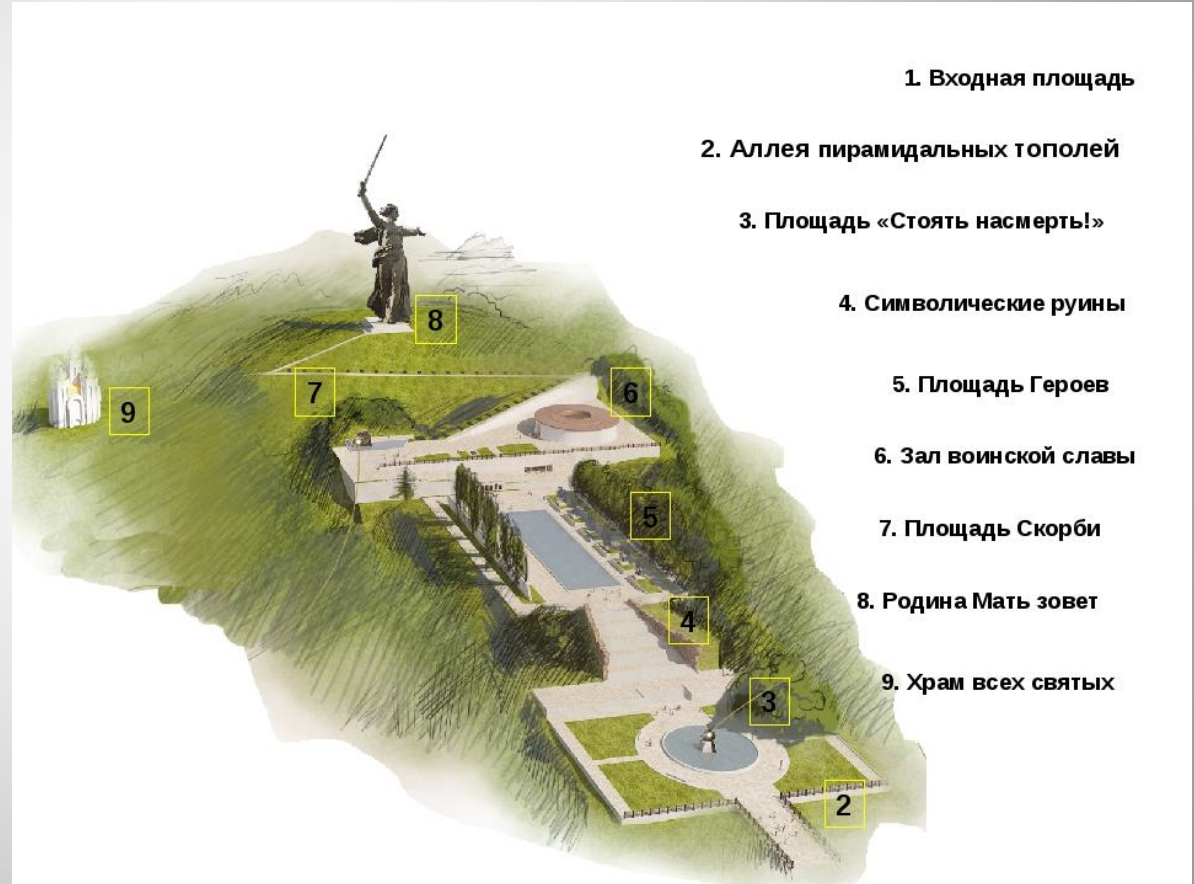 1. Входная площадь
2. Аллея пирамидальных тополей
3. Площадь «Стоять насмерть!»
4. Символические руины
5. Площадь Героев
6. Зал воинской славы
7. Площадь Скорби
8. Родина Мать зовет
9. Храм всех святых
8
7
6
9
5
4
3
2